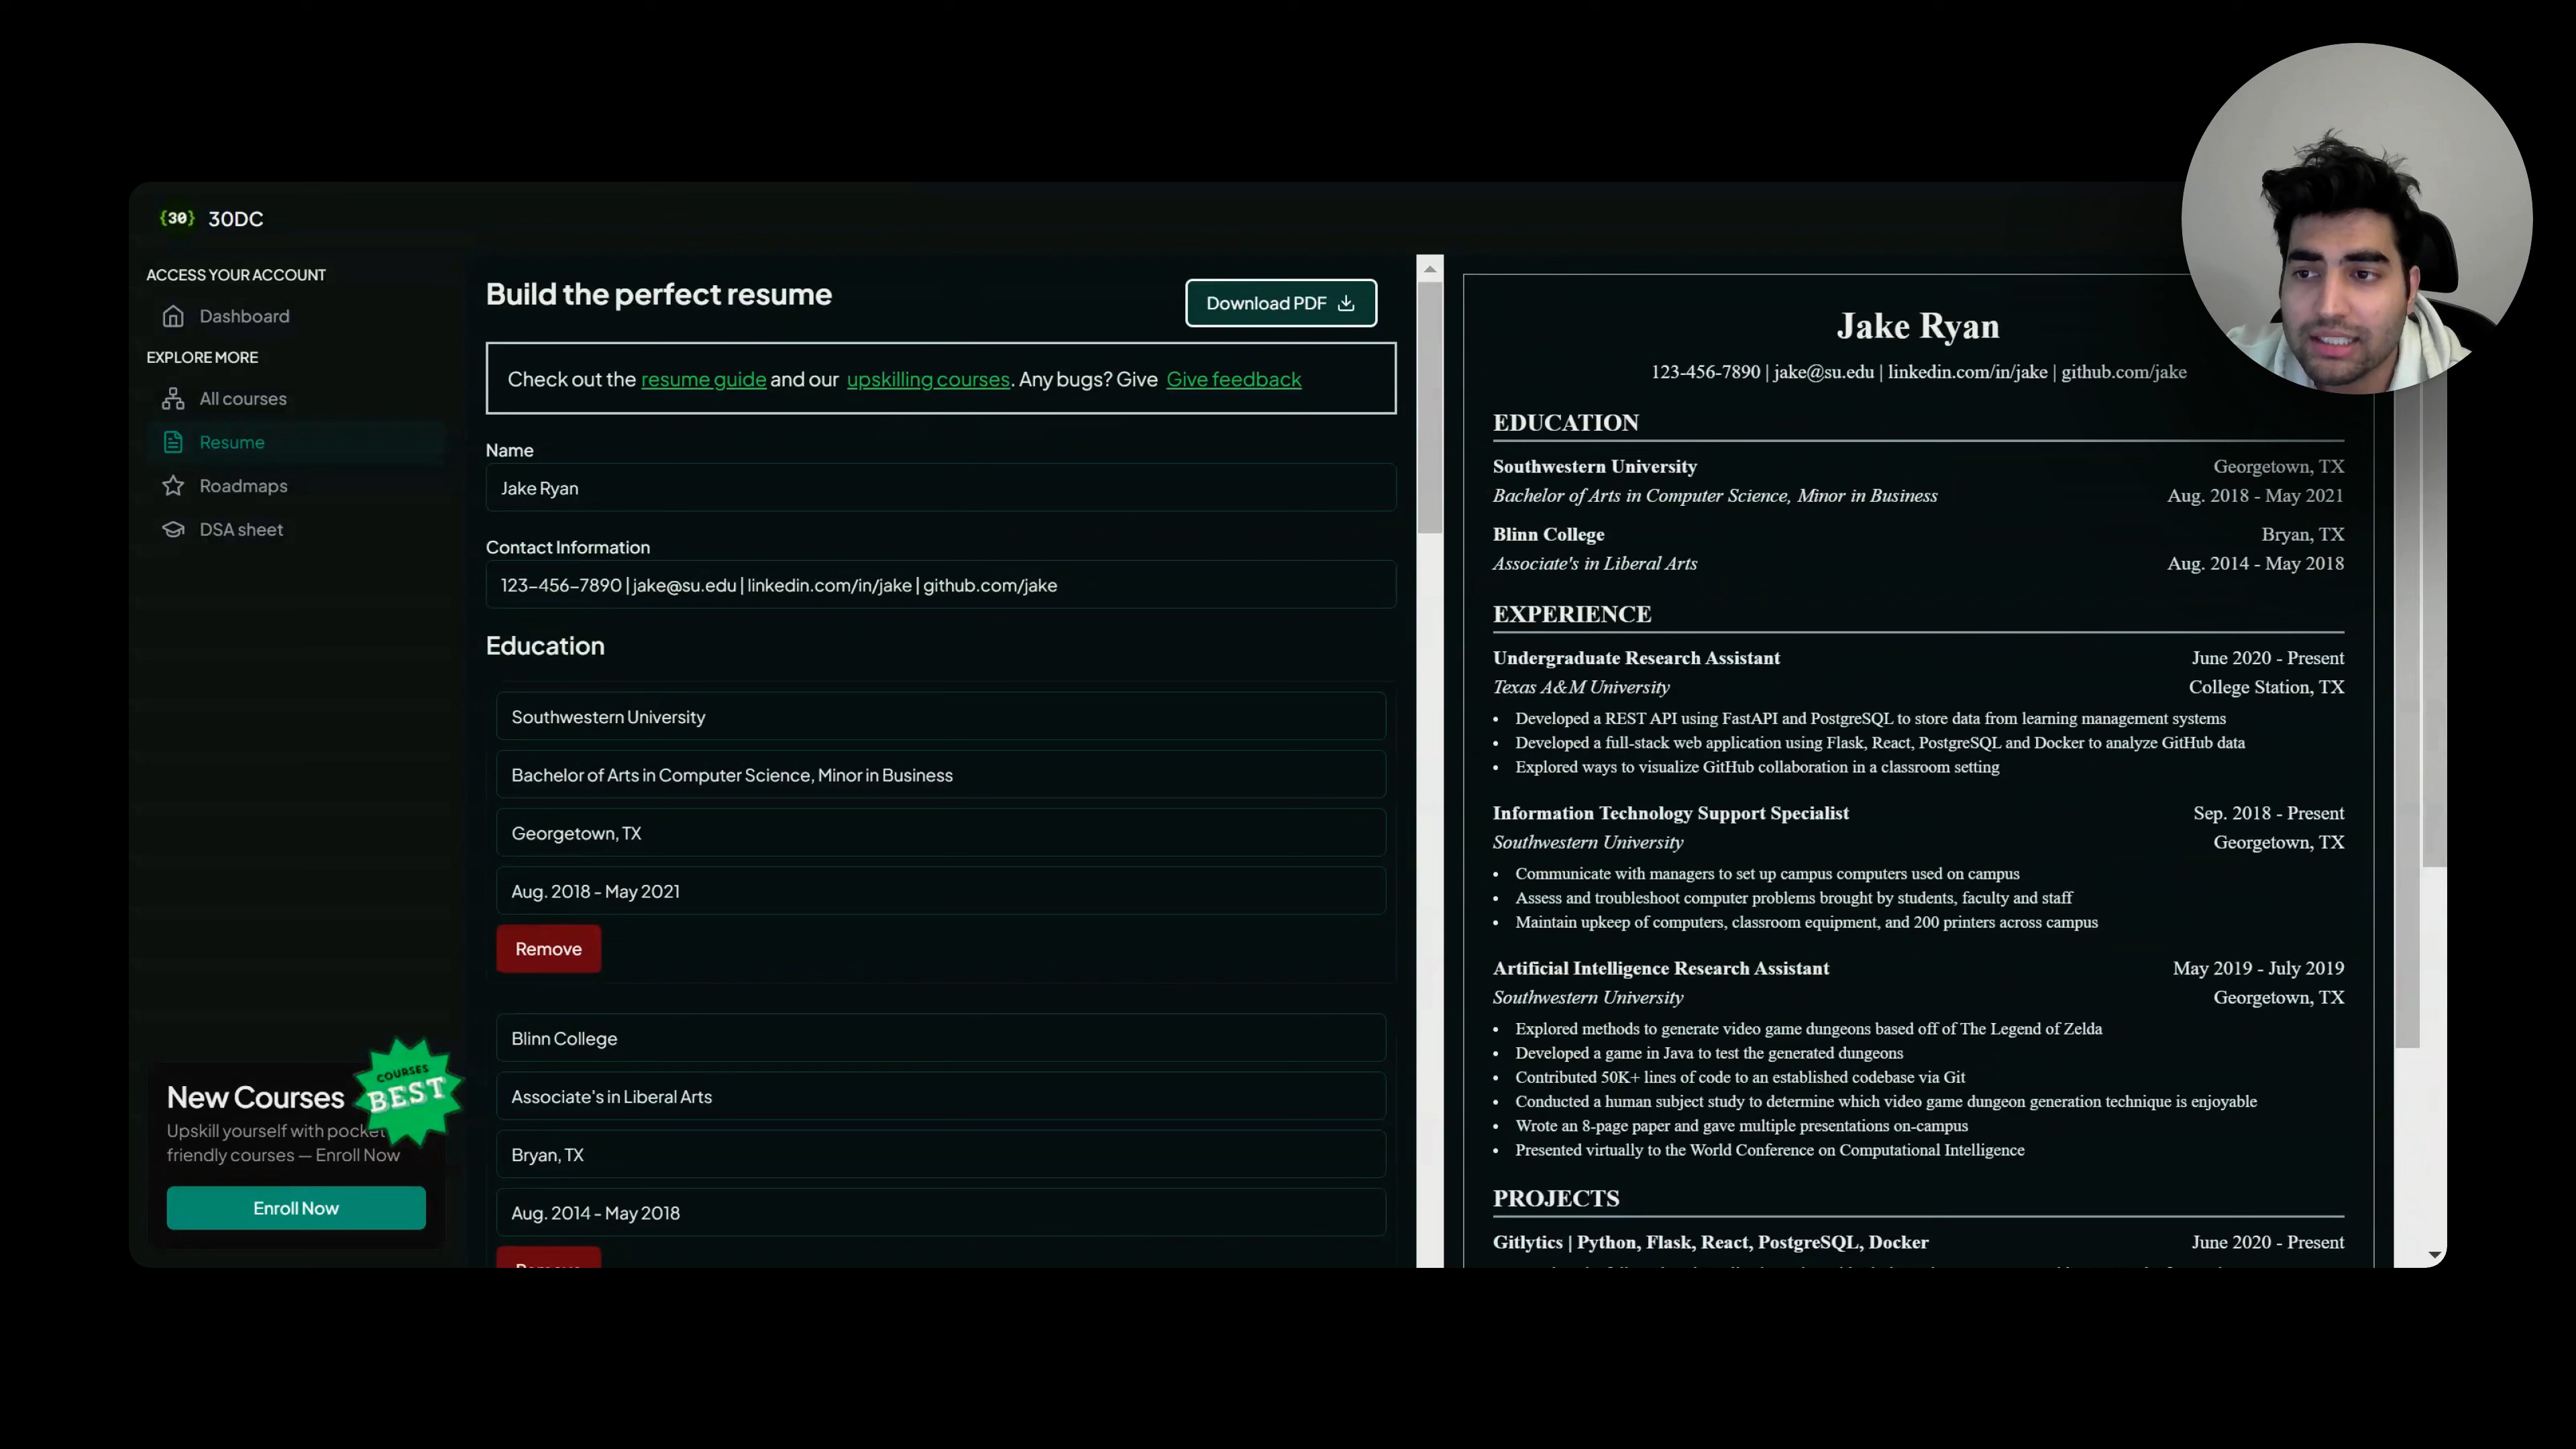 {30} 30DC
ACCESS YOUR ACCOUNT
Dashboard
EXPLORE MORE
All courses
Resume
Roadmaps
DSA sheet
New Courses
COURSES
BEST
Upskill yourself with pocket
friendly courses — Enroll Now
Enroll Now
Build the perfect resume
Download PDF
Check out the resume guide and our upskilling courses. Any bugs? Give Give feedback
Name
Jake Ryan
Contact Information
123-456-7890 | jake@su.edu | linkedin.com/in/jake | github.com/jake
Education
Southwestern University
Bachelor of Arts in Computer Science, Minor in Business
Georgetown, TX
Aug. 2018 - May 2021
Remove
Blinn College
Associate's in Liberal Arts
Bryan, TX
Aug. 2014 - May 2018
Jake Ryan
123-456-7890 | jake@su.edu | linkedin.com/in/jake | github.com/jake
EDUCATION
Southwestern University Georgetown, TX
Bachelor of Arts in Computer Science, Minor in Business Aug. 2018 - May 2021
Blinn College Bryan, TX
Associate's in Liberal Arts Aug. 2014 - May 2018
EXPERIENCE
Undergraduate Research Assistant June 2020 - Present
Texas A&M University College Station, TX
• Developed a REST API using FastAPI and PostgreSQL to store data from learning management systems
• Developed a full-stack web application using Flask, React, PostgreSQL and Docker to analyze GitHub data
• Explored ways to visualize GitHub collaboration in a classroom setting
Information Technology Support Specialist Sep. 2018 - Present
Southwestern University Georgetown, TX
• Communicate with managers to set up campus computers used on campus
• Assess and troubleshoot computer problems brought by students, faculty and staff
• Maintain upkeep of computers, classroom equipment, and 200 printers across campus
Artificial Intelligence Research Assistant May 2019 - July 2019
Southwestern University Georgetown, TX
• Explored methods to generate video game dungeons based off of The Legend of Zelda
• Developed a game in Java to test the generated dungeons
• Contributed 50K+ lines of code to an established codebase via Git
• Conducted a human subject study to determine which video game dungeon generation technique is enjoyable
• Wrote an 8-page paper and gave multiple presentations on-campus
• Presented virtually to the World Conference on Computational Intelligence
PROJECTS
Gitlytics | Python, Flask, React, PostgreSQL, Docker June 2020 - Present